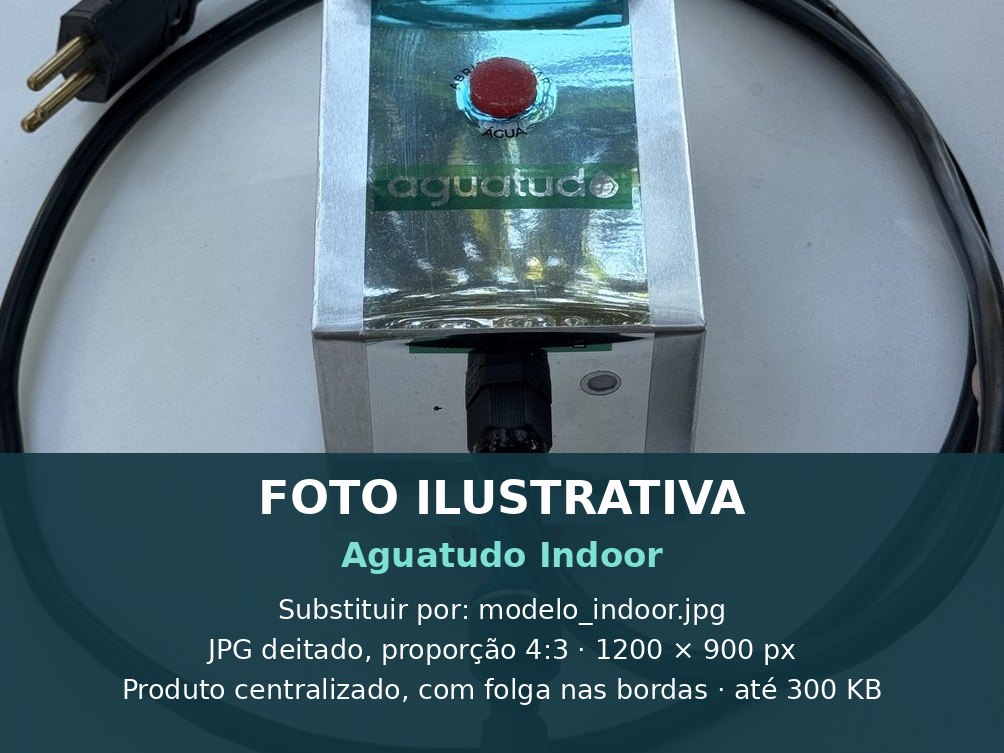 ÁGUA
aguatudo
FOTO ILUSTRATIVA
Aguatudo Indoor
Substituir por: modelo_indoor.jpg
JPG deitado, proporção 4:3 · 1200 × 900 px
Produto centralizado, com folga nas bordas · até 300 KB